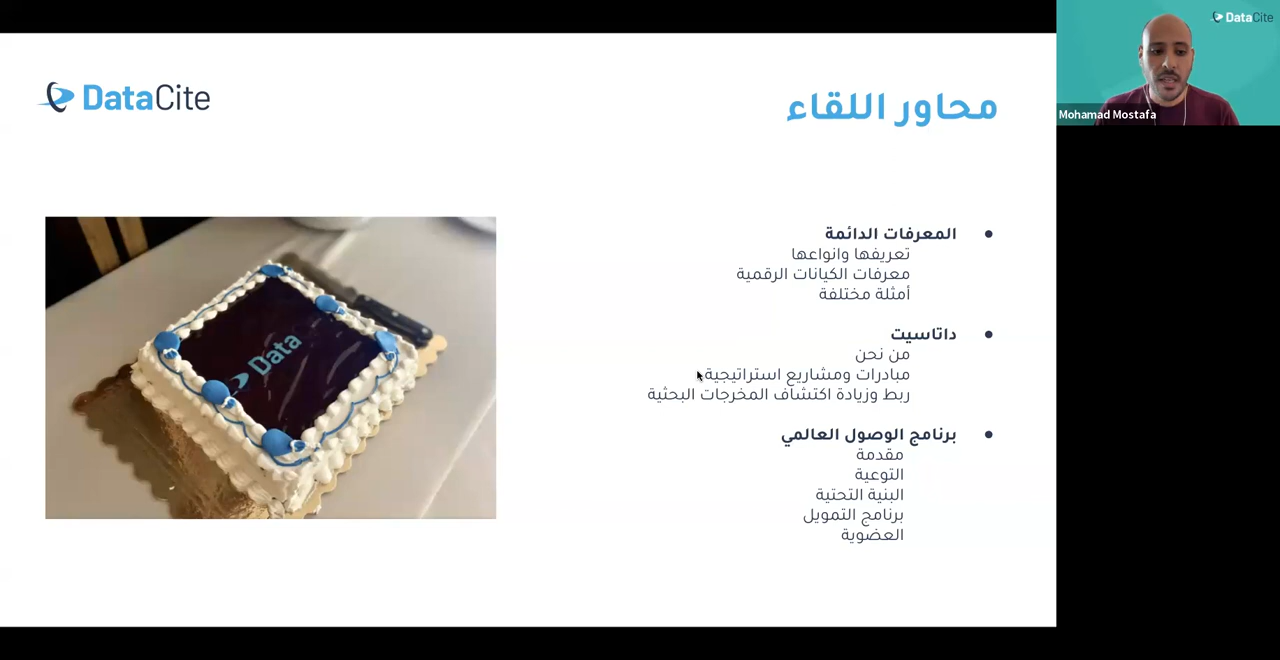 DataCite
محاور اللقاء
المعرفات الدائمة
تعريفها وانواعها
معرفات الكيانات الرقمية
أمثلة مختلفة
داتاسيت
من نحن
مبادرات ومشاريع استراتيجية
ربط وزيادة اكتشاف المخرجات البحثية
برنامج الوصول العالمي
مقدمة
التوعية
البنية التحتية
برنامج التمويل
العضوية
Data
DataCite
Mohamad Mostafa